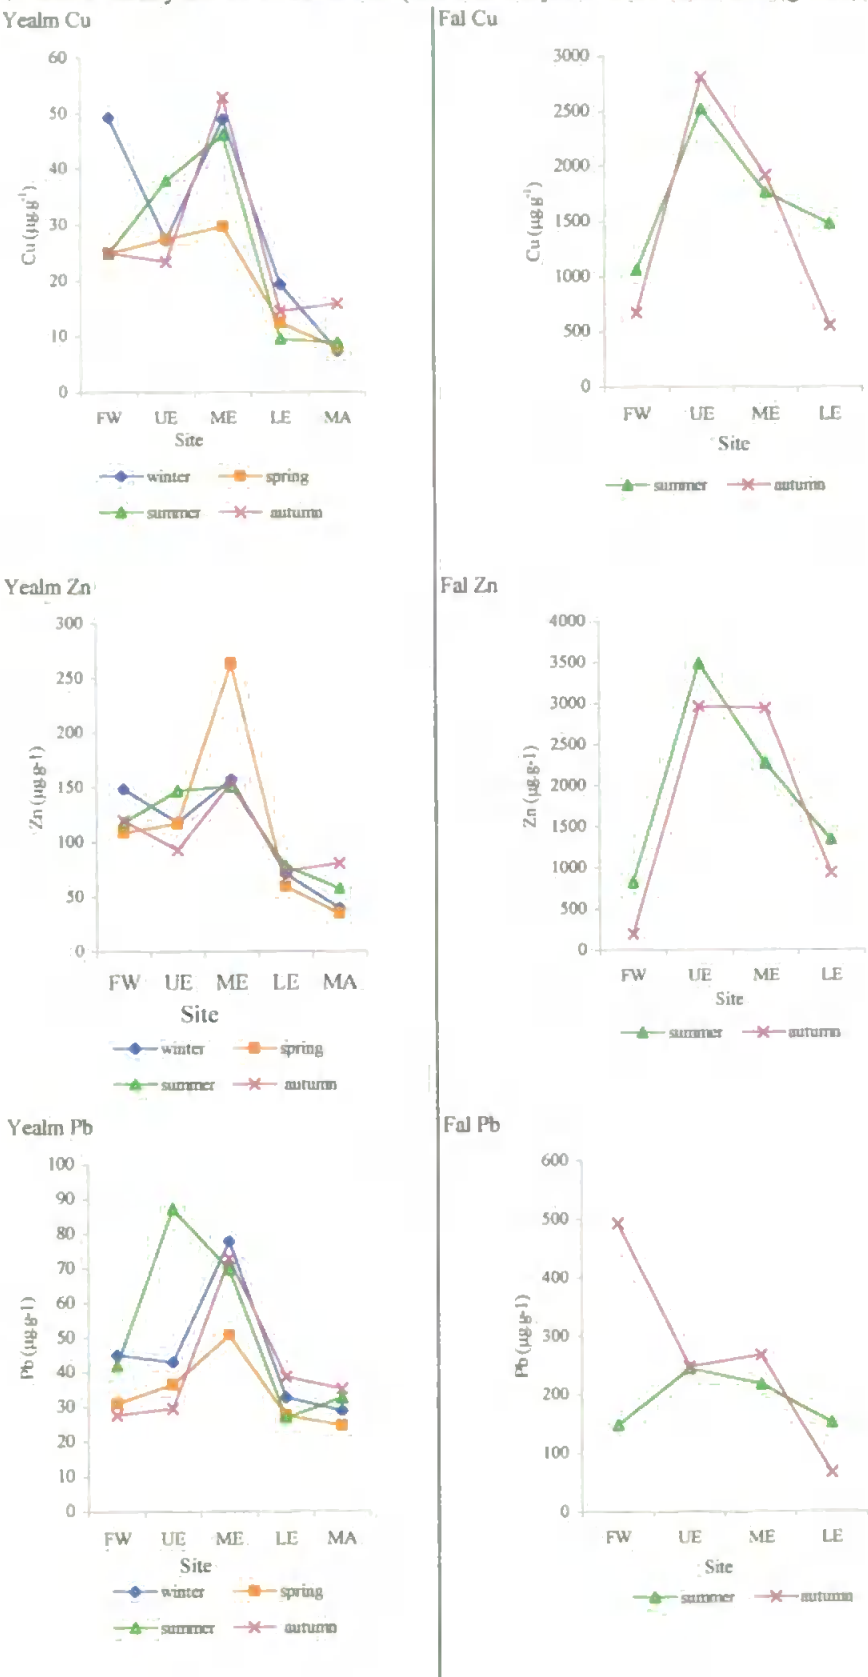 Yealm Cu
60
50
40
30
20
10
0
Cu (µg.g⁻¹)
FW UE ME LE MA
Site
winter spring
summer autumn
Fal Cu
3000
2500
2000
1500
1000
500
0
Cu (µg.g⁻¹)
FW UE ME LE
Site
summer autumn
Yealm Zn
300
250
200
150
100
50
0
Zn (µg.g-1)
FW UE ME LE MA
Site
winter spring
summer autumn
Fal Zn
4000
3500
3000
2500
2000
1500
1000
500
0
Zn (µg.g-1)
FW UE ME LE
Site
summer autumn
Yealm Pb
100
90
80
70
60
50
40
30
20
10
0
Pb (µg.g-1)
FW UE ME LE MA
Site
winter spring
summer autumn
Fal Pb
600
500
400
300
200
100
0
Pb (µg.g-1)
FW UE ME LE
Site
summer autumn